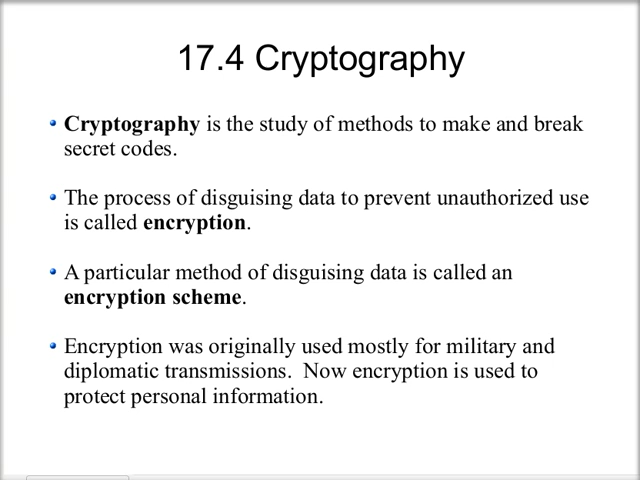 17.4 Cryptography
Cryptography is the study of methods to make and break
secret codes.
The process of disguising data to prevent unauthorized use
is called encryption.
A particular method of disguising data is called an
encryption scheme.
Encryption was originally used mostly for military and
diplomatic transmissions.  Now encryption is used to
protect personal information.